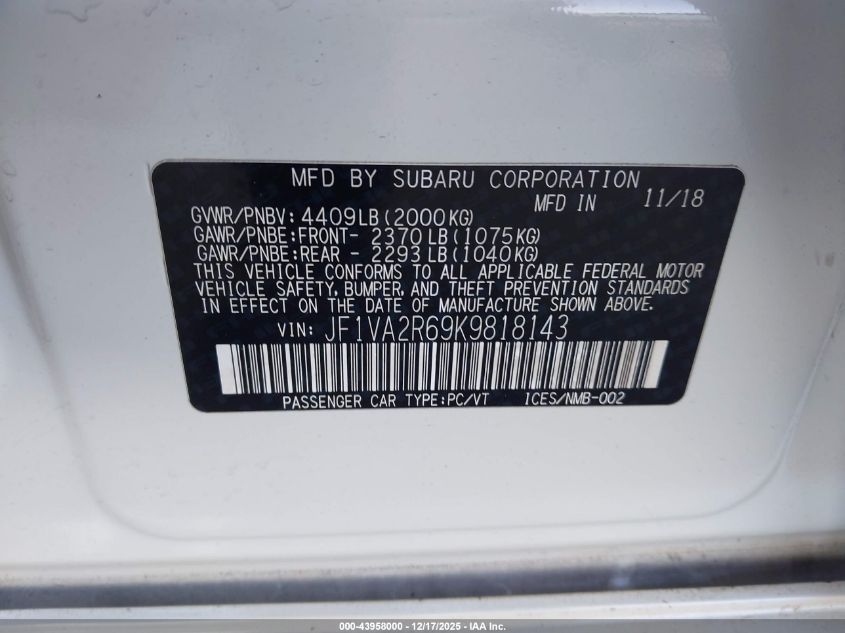 MFD BY SUBARU CORPORATION
MFD IN 11/18
GVWR/PNBV: 4409LB(2000KG)
GAWR/PNBE:FRONT- 2370LB(1075KG)
GAWR/PNBE:REAR - 2293LB(1040KG)
THIS VEHICLE CONFORMS TO ALL APPLICABLE FEDERAL MOTOR
VEHICLE SAFETY, BUMPER, AND THEFT PREVENTION STANDARDS
IN EFFECT ON THE DATE OF MANUFACTURE SHOWN ABOVE.
VIN: JF1VA2R69K9818143
PASSENGER CAR TYPE:PC/VT ICES/NMB-002
000-43958000 - 12/17/2025 - IAA Inc.